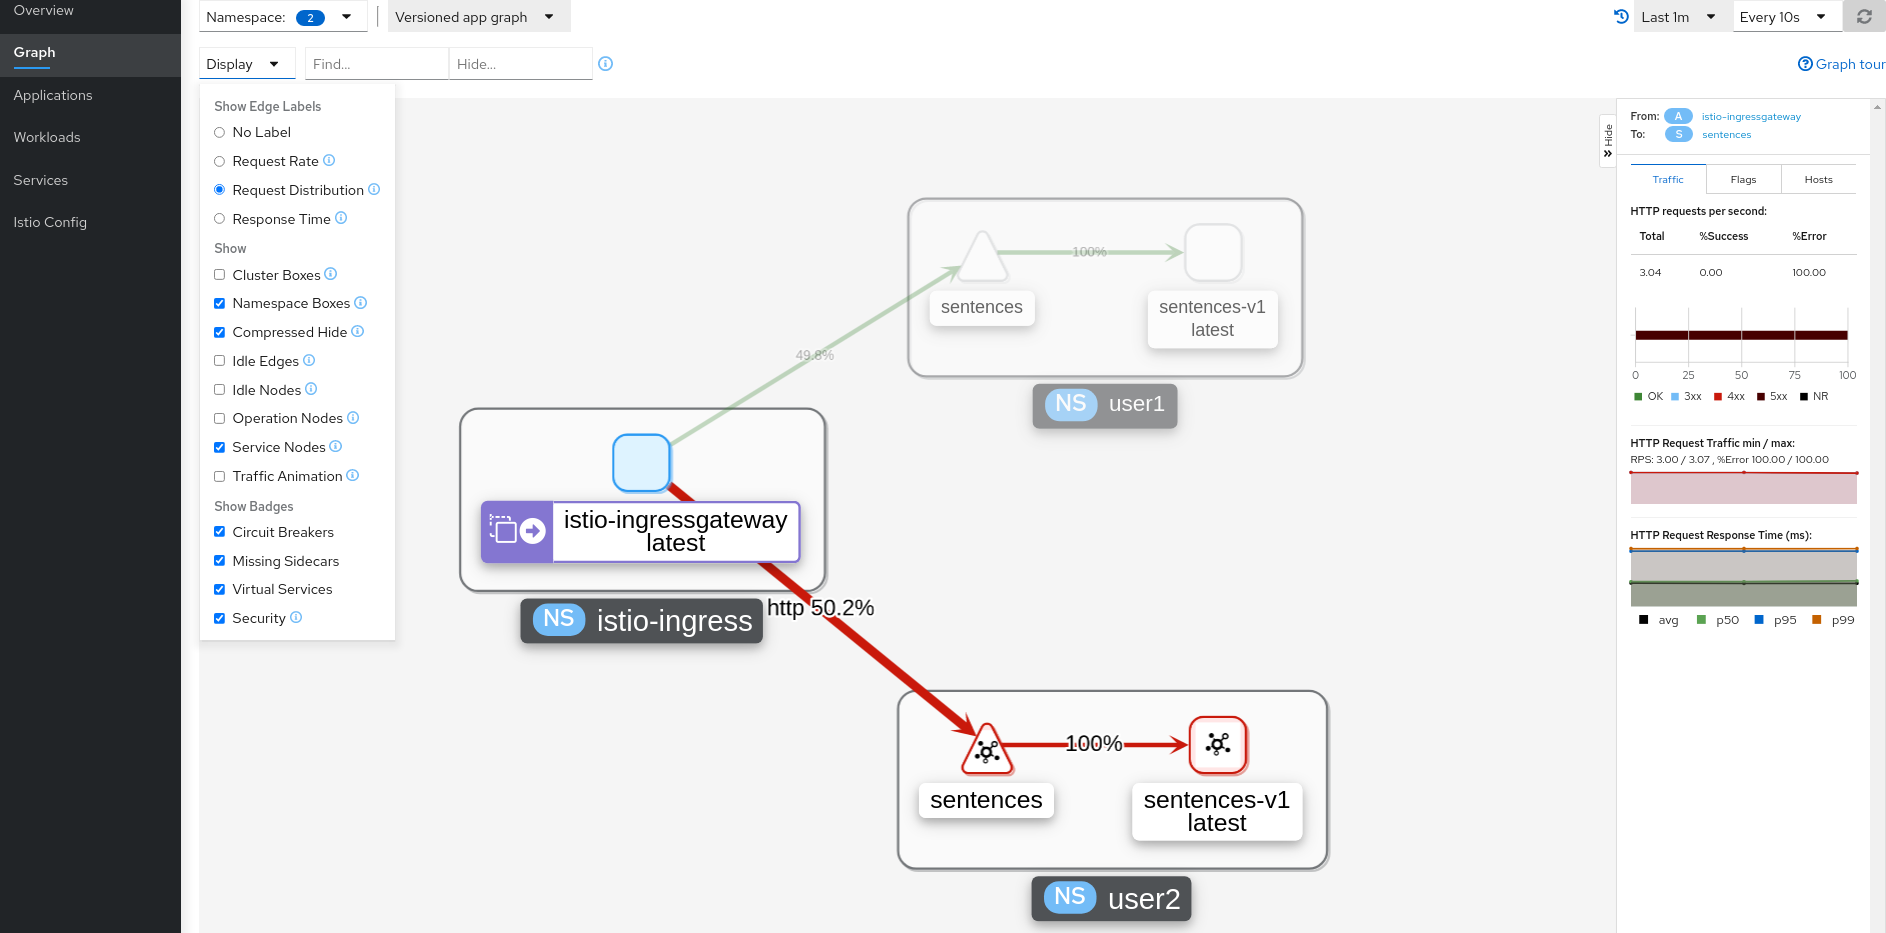 Overview
Graph
Applications
Workloads
Services
Istio Config
Namespace: 2
Versioned app graph
Last 1m
Every 10s
Display
Find...
Hide...
Graph tour
Show Edge Labels
No Label
Request Rate
Request Distribution
Response Time
Show
Cluster Boxes
Namespace Boxes
Compressed Hide
Idle Edges
Idle Nodes
Operation Nodes
Service Nodes
Traffic Animation
Show Badges
Circuit Breakers
Missing Sidecars
Virtual Services
Security
100%
sentences
sentences-v1
latest
49.8%
NS user1
istio-ingressgateway
latest
NS istio-ingress
http 50.2%
100%
sentences
sentences-v1
latest
NS user2
Hide
From: A istio-ingressgateway
To: S sentences
Traffic Flags Hosts
HTTP requests per second:
Total %Success %Error
3.04 0.00 100.00
0 25 50 75 100
OK 3xx 4xx 5xx NR
HTTP Request Traffic min / max:
RPS: 3.00 / 3.07 , %Error 100.00 / 100.00
HTTP Request Response Time (ms):
avg p50 p95 p99